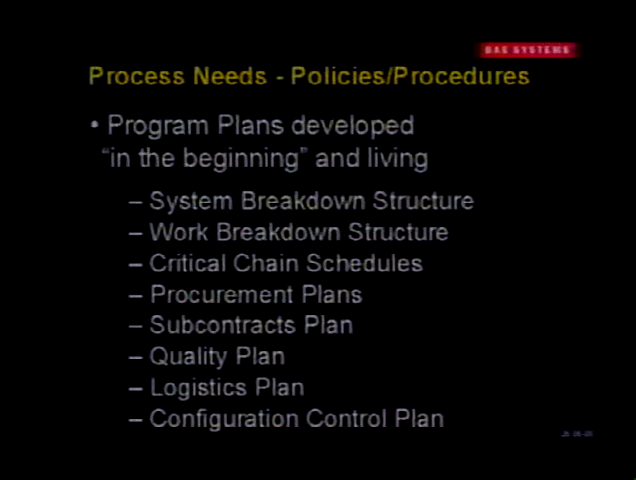 BAE SYSTEMS
Process Needs - Policies/Procedures
• Program Plans developed
"in the beginning" and living
– System Breakdown Structure
– Work Breakdown Structure
– Critical Chain Schedules
– Procurement Plans
– Subcontracts Plan
– Quality Plan
– Logistics Plan
– Configuration Control Plan